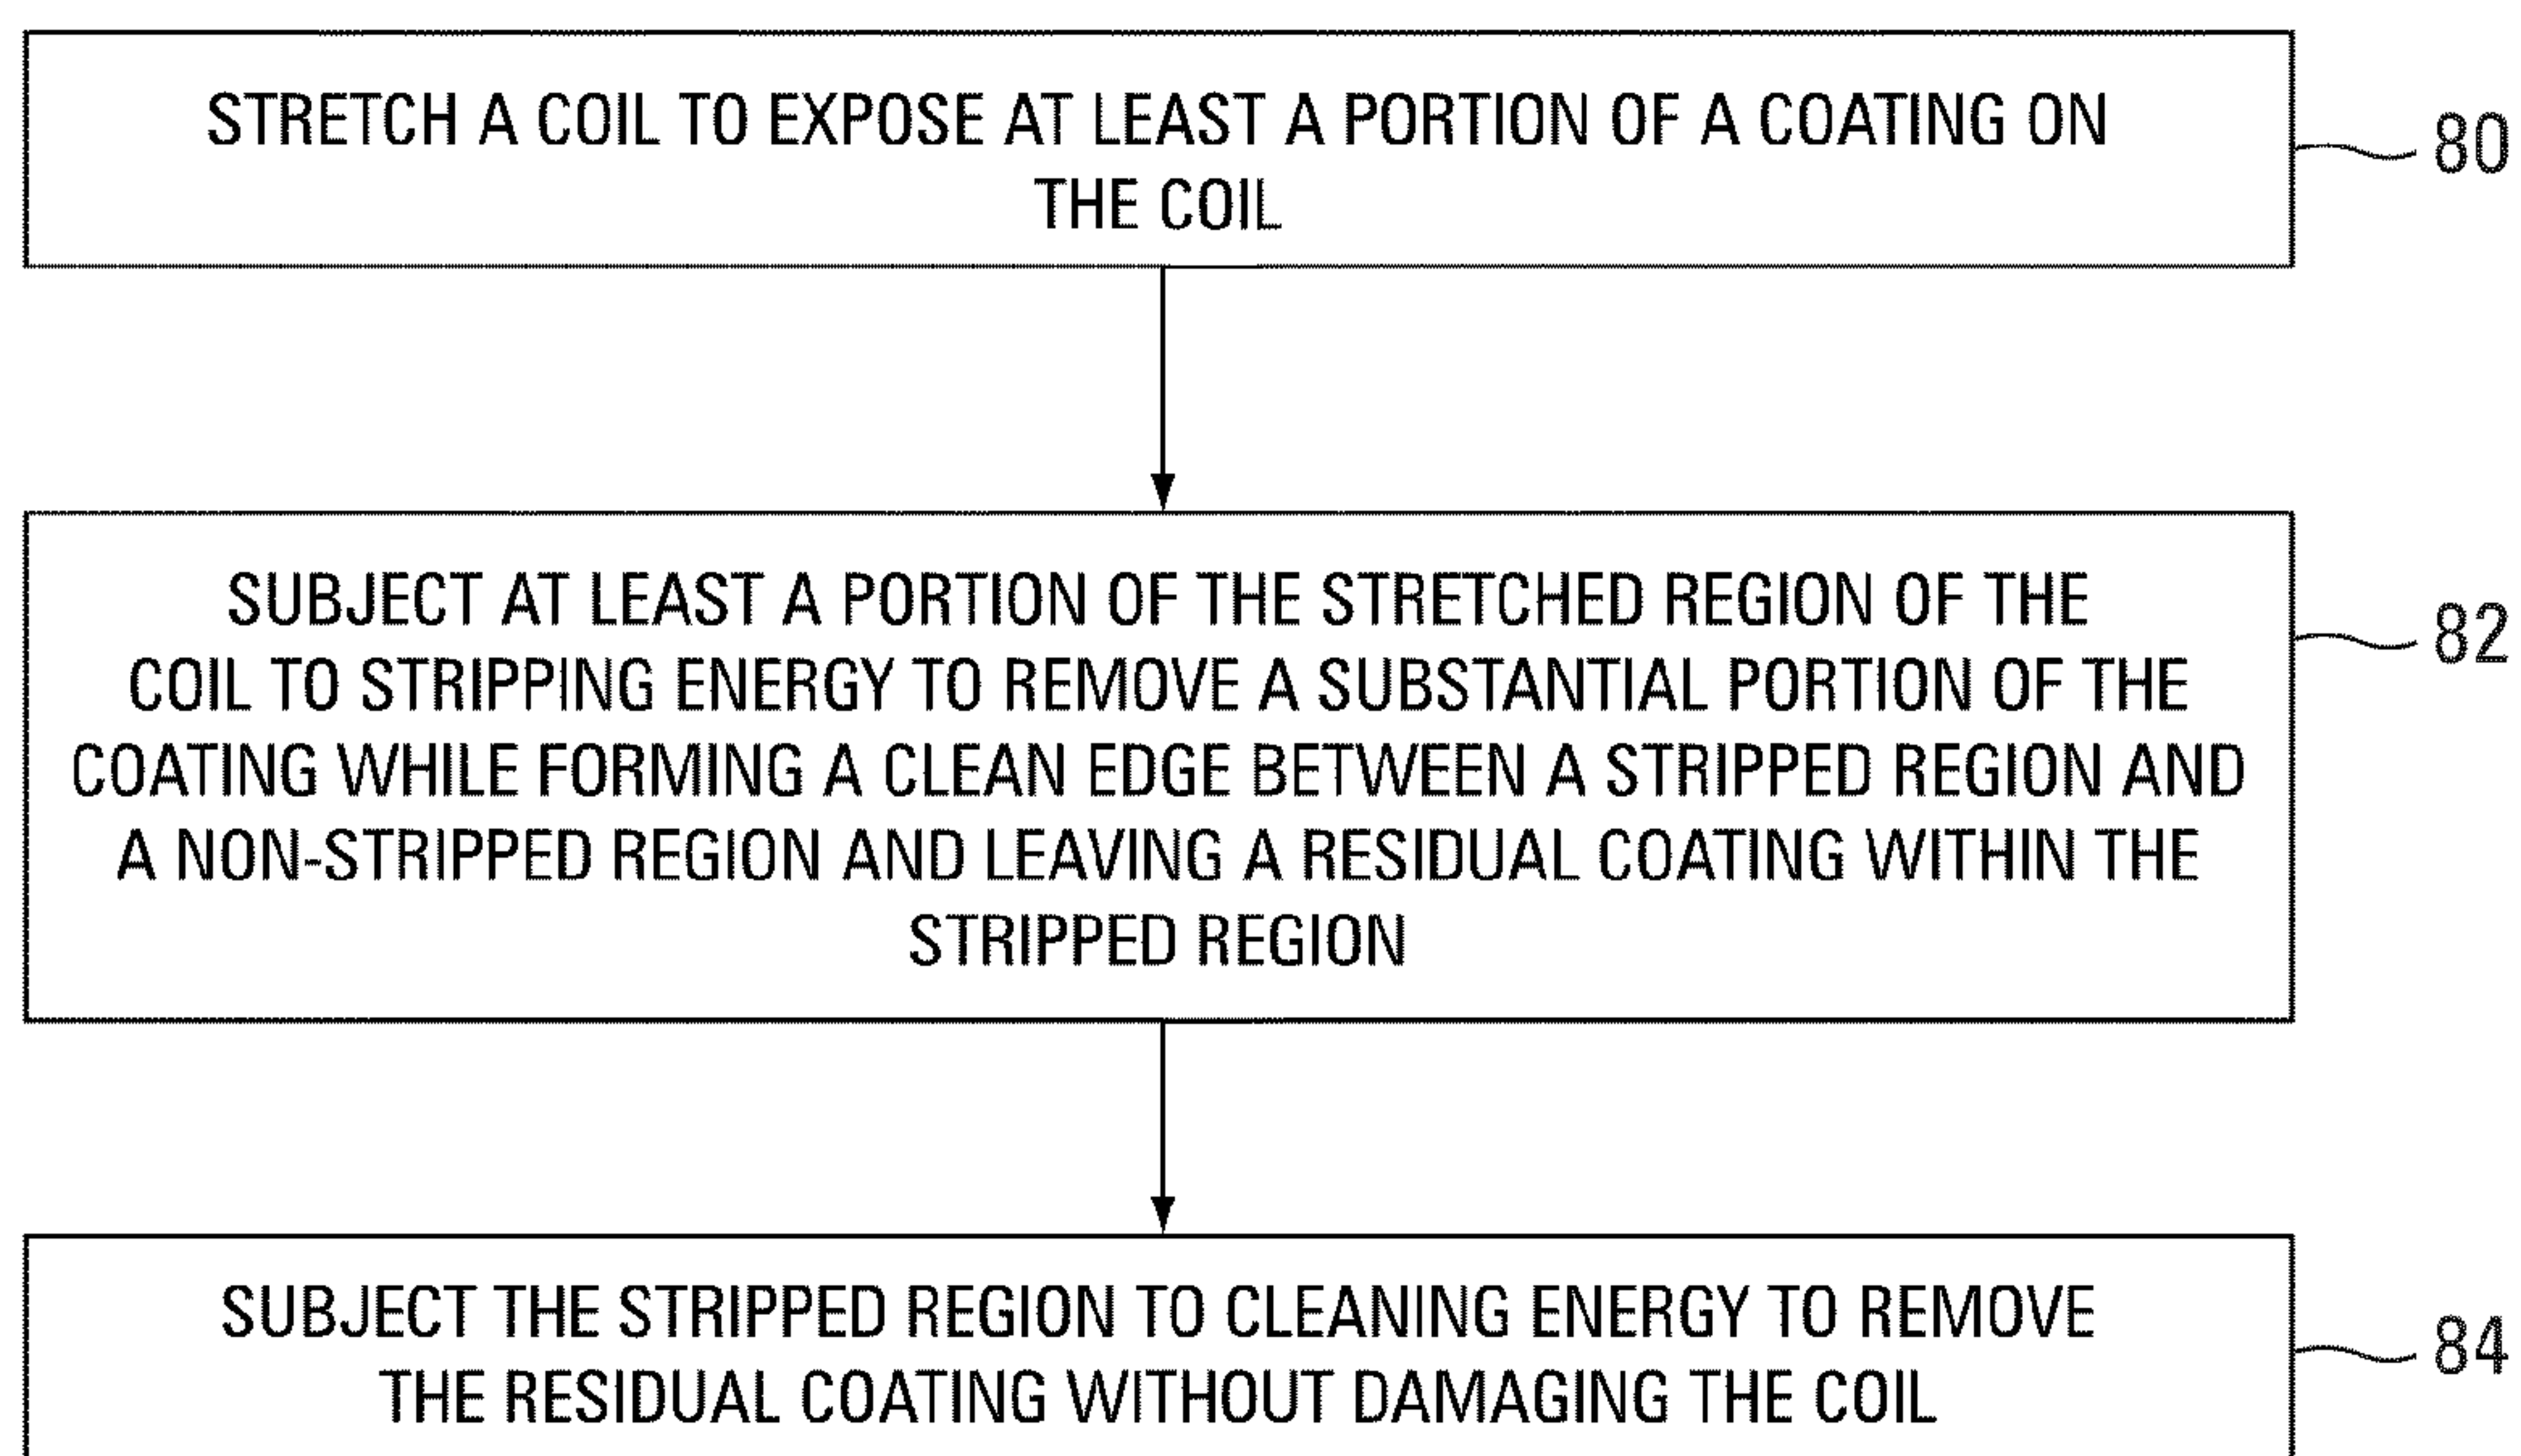 STRETCH A COIL TO EXPOSE AT LEAST A PORTION OF A COATING ON
THE COIL
80
SUBJECT AT LEAST A PORTION OF THE STRETCHED REGION OF THE
COIL TO STRIPPING ENERGY TO REMOVE A SUBSTANTIAL PORTION OF THE
COATING WHILE FORMING A CLEAN EDGE BETWEEN A STRIPPED REGION AND
A NON-STRIPPED REGION AND LEAVING A RESIDUAL COATING WITHIN THE
STRIPPED REGION
82
SUBJECT THE STRIPPED REGION TO CLEANING ENERGY TO REMOVE
THE RESIDUAL COATING WITHOUT DAMAGING THE COIL
84